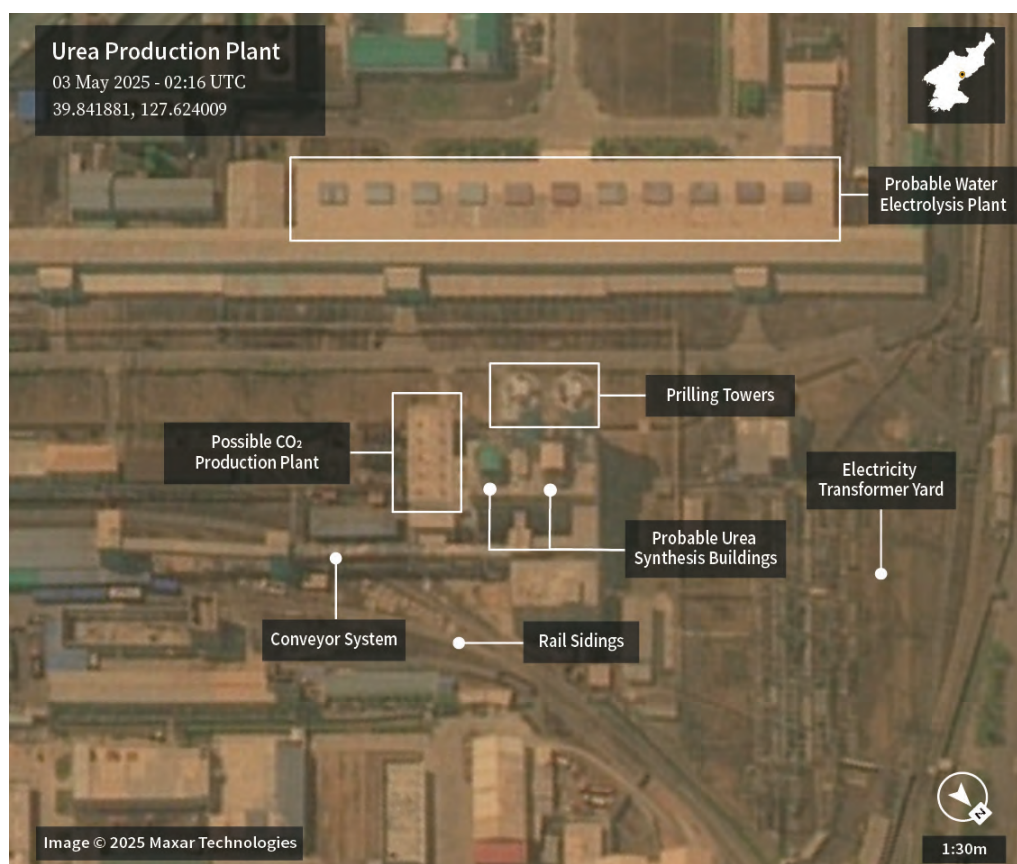 Urea Production Plant
03 May 2025 - 02:16 UTC
39.841881, 127.624009
Probable Water
Electrolysis Plant
Prilling Towers
Possible CO₂
Production Plant
Electricity
Transformer Yard
Probable Urea
Synthesis Buildings
Conveyor System
Rail Sidings
N
Image © 2025 Maxar Technologies
1:30m